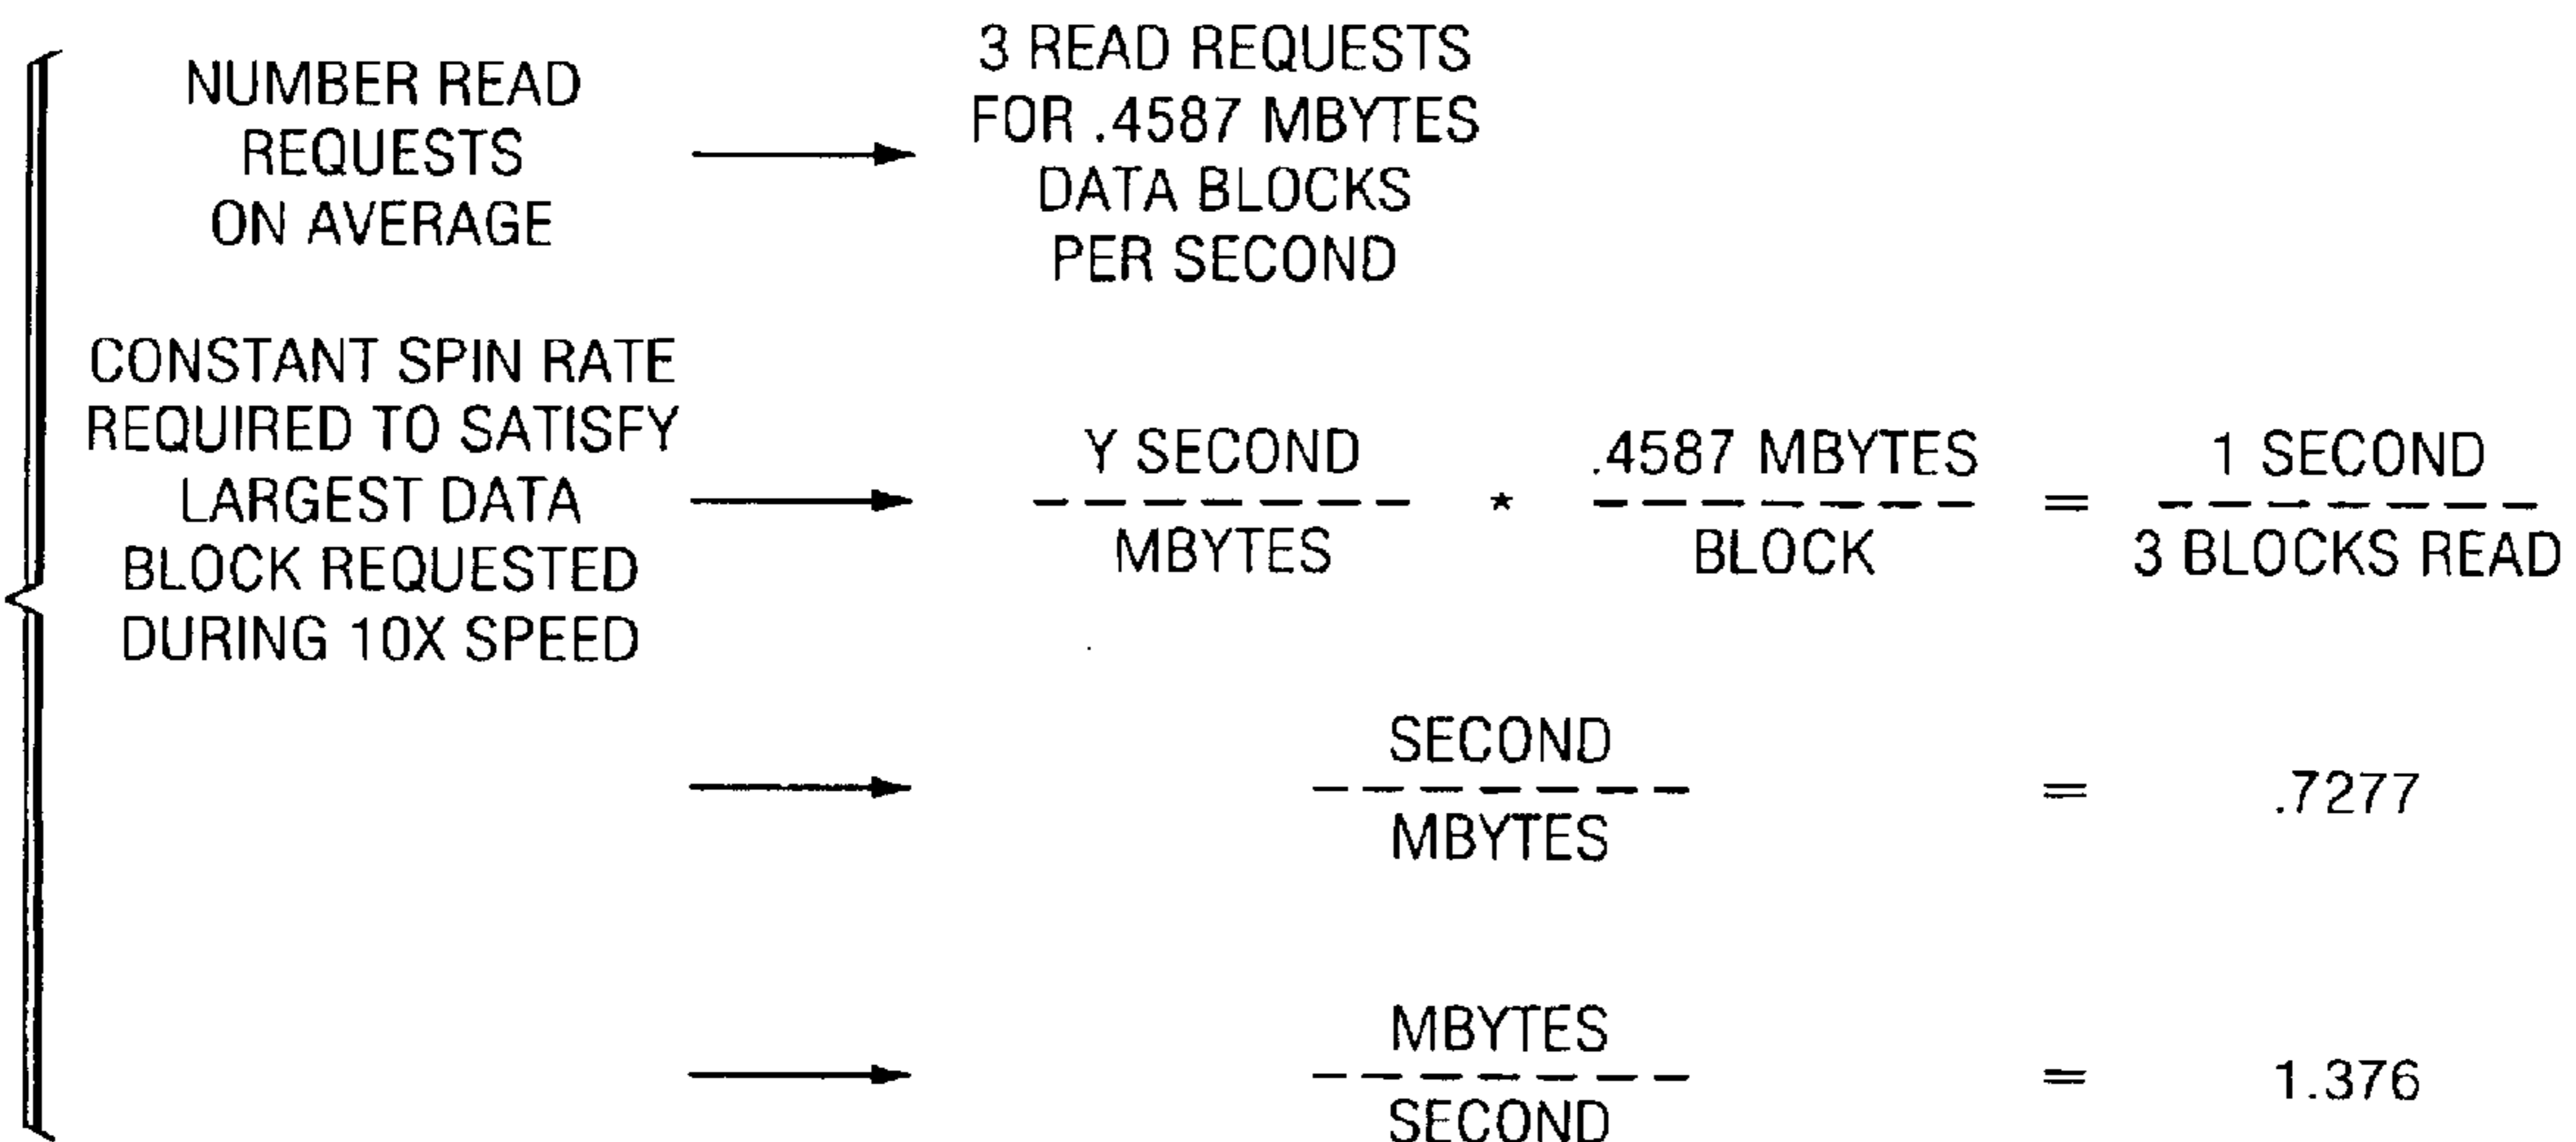 NUMBER READ
REQUESTS
ON AVERAGE
3 READ REQUESTS
FOR .4587 MBYTES
DATA BLOCKS
PER SECOND
CONSTANT SPIN RATE
REQUIRED TO SATISFY
LARGEST DATA
BLOCK REQUESTED
DURING 10X SPEED
Y SECOND
MBYTES
*
.4587 MBYTES
BLOCK
=
1 SECOND
3 BLOCKS READ
SECOND
MBYTES
= .7277
MBYTES
SECOND
= 1.376